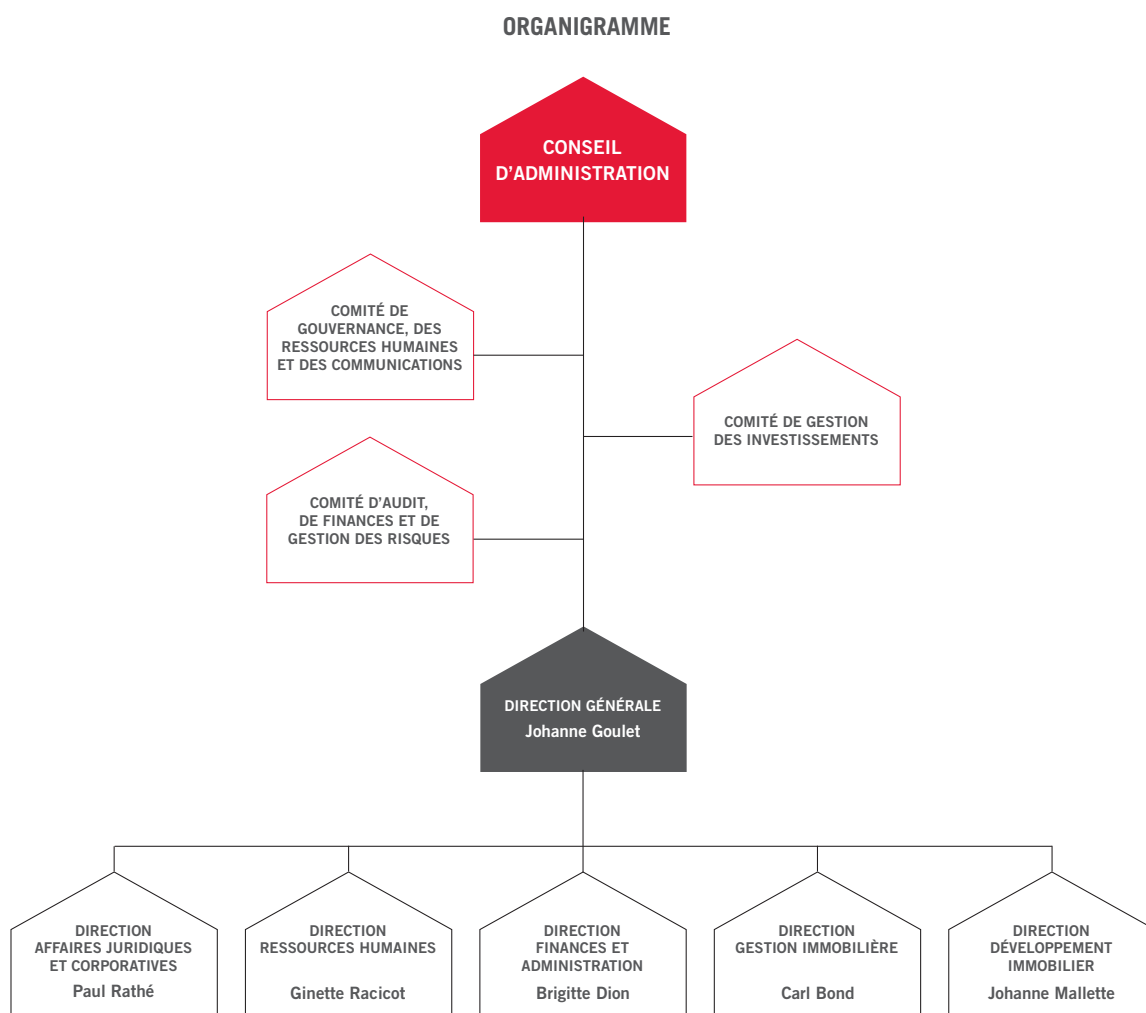 ORGANIGRAMME
CONSEIL
D’ADMINISTRATION
COMITÉ DE
GOUVERNANCE, DES
RESSOURCES HUMAINES
ET DES COMMUNICATIONS
COMITÉ DE GESTION
DES INVESTISSEMENTS
COMITÉ D’AUDIT,
DE FINANCES ET DE
GESTION DES RISQUES
DIRECTION GÉNÉRALE
Johanne Goulet
DIRECTION
AFFAIRES JURIDIQUES
ET CORPORATIVES
Paul Rathé
DIRECTION
RESSOURCES HUMAINES
Ginette Racicot
DIRECTION
FINANCES ET
ADMINISTRATION
Brigitte Dion
DIRECTION
GESTION IMMOBILIÈRE
Carl Bond
DIRECTION
DÉVELOPPEMENT
IMMOBILIER
Johanne Mallette